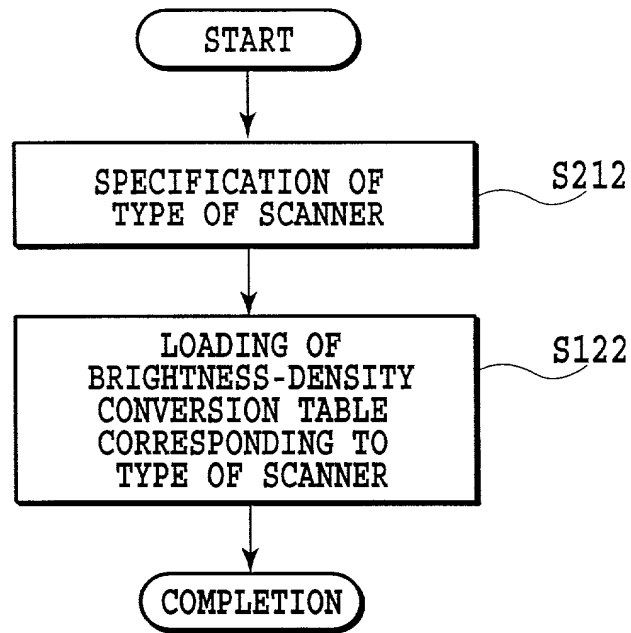 START
SPECIFICATION OF
TYPE OF SCANNER
S212
LOADING OF
BRIGHTNESS-DENSITY
CONVERSION TABLE
CORRESPONDING TO
TYPE OF SCANNER
S122
COMPLETION